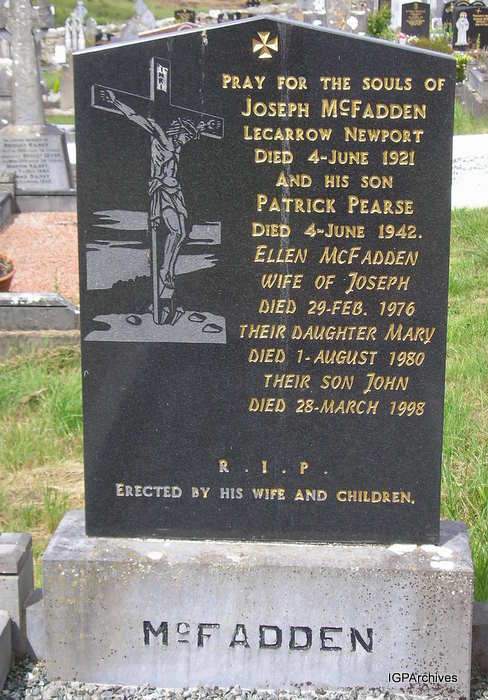 PRAY FOR THE SOULS OF
JOSEPH McFADDEN
LECARROW NEWPORT
DIED 4-JUNE 1921
AND HIS SON
PATRICK PEARSE
DIED 4-JUNE 1942.
ELLEN McFADDEN
WIFE OF JOSEPH
DIED 29-FEB. 1976
THEIR DAUGHTER MARY
DIED 1-AUGUST 1980
THEIR SON JOHN
DIED 28-MARCH 1998
R.I.P.
ERECTED BY HIS WIFE AND CHILDREN.
McFADDEN
IGPArchives